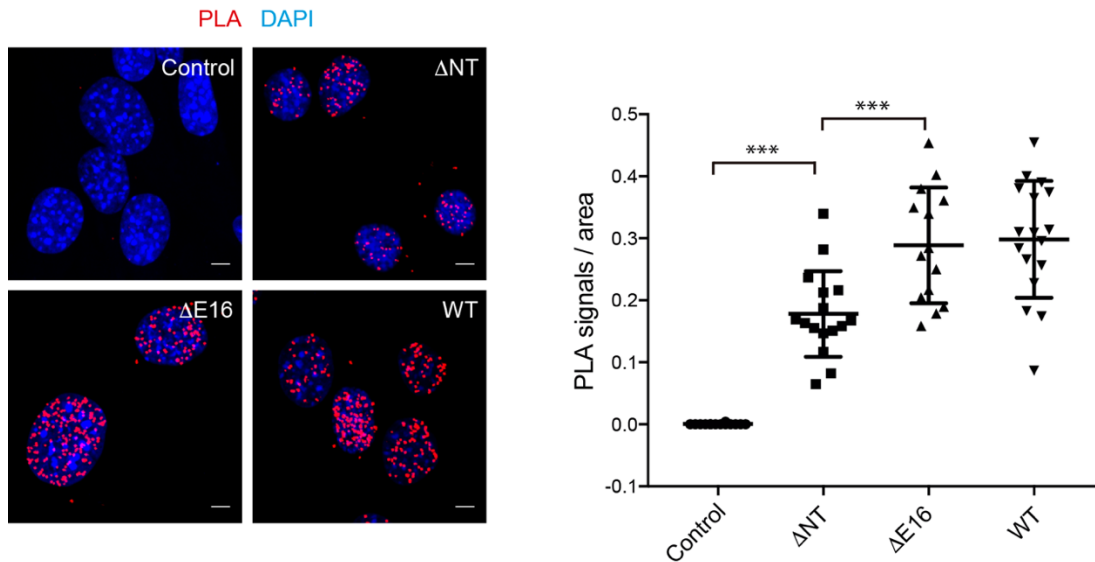 PLA DAPI
Control
ΔNT
ΔE16
WT
***
***
PLA signals / area
0.5
0.4
0.3
0.2
0.1
0.0
-0.1
Control
ΔNT
ΔE16
WT